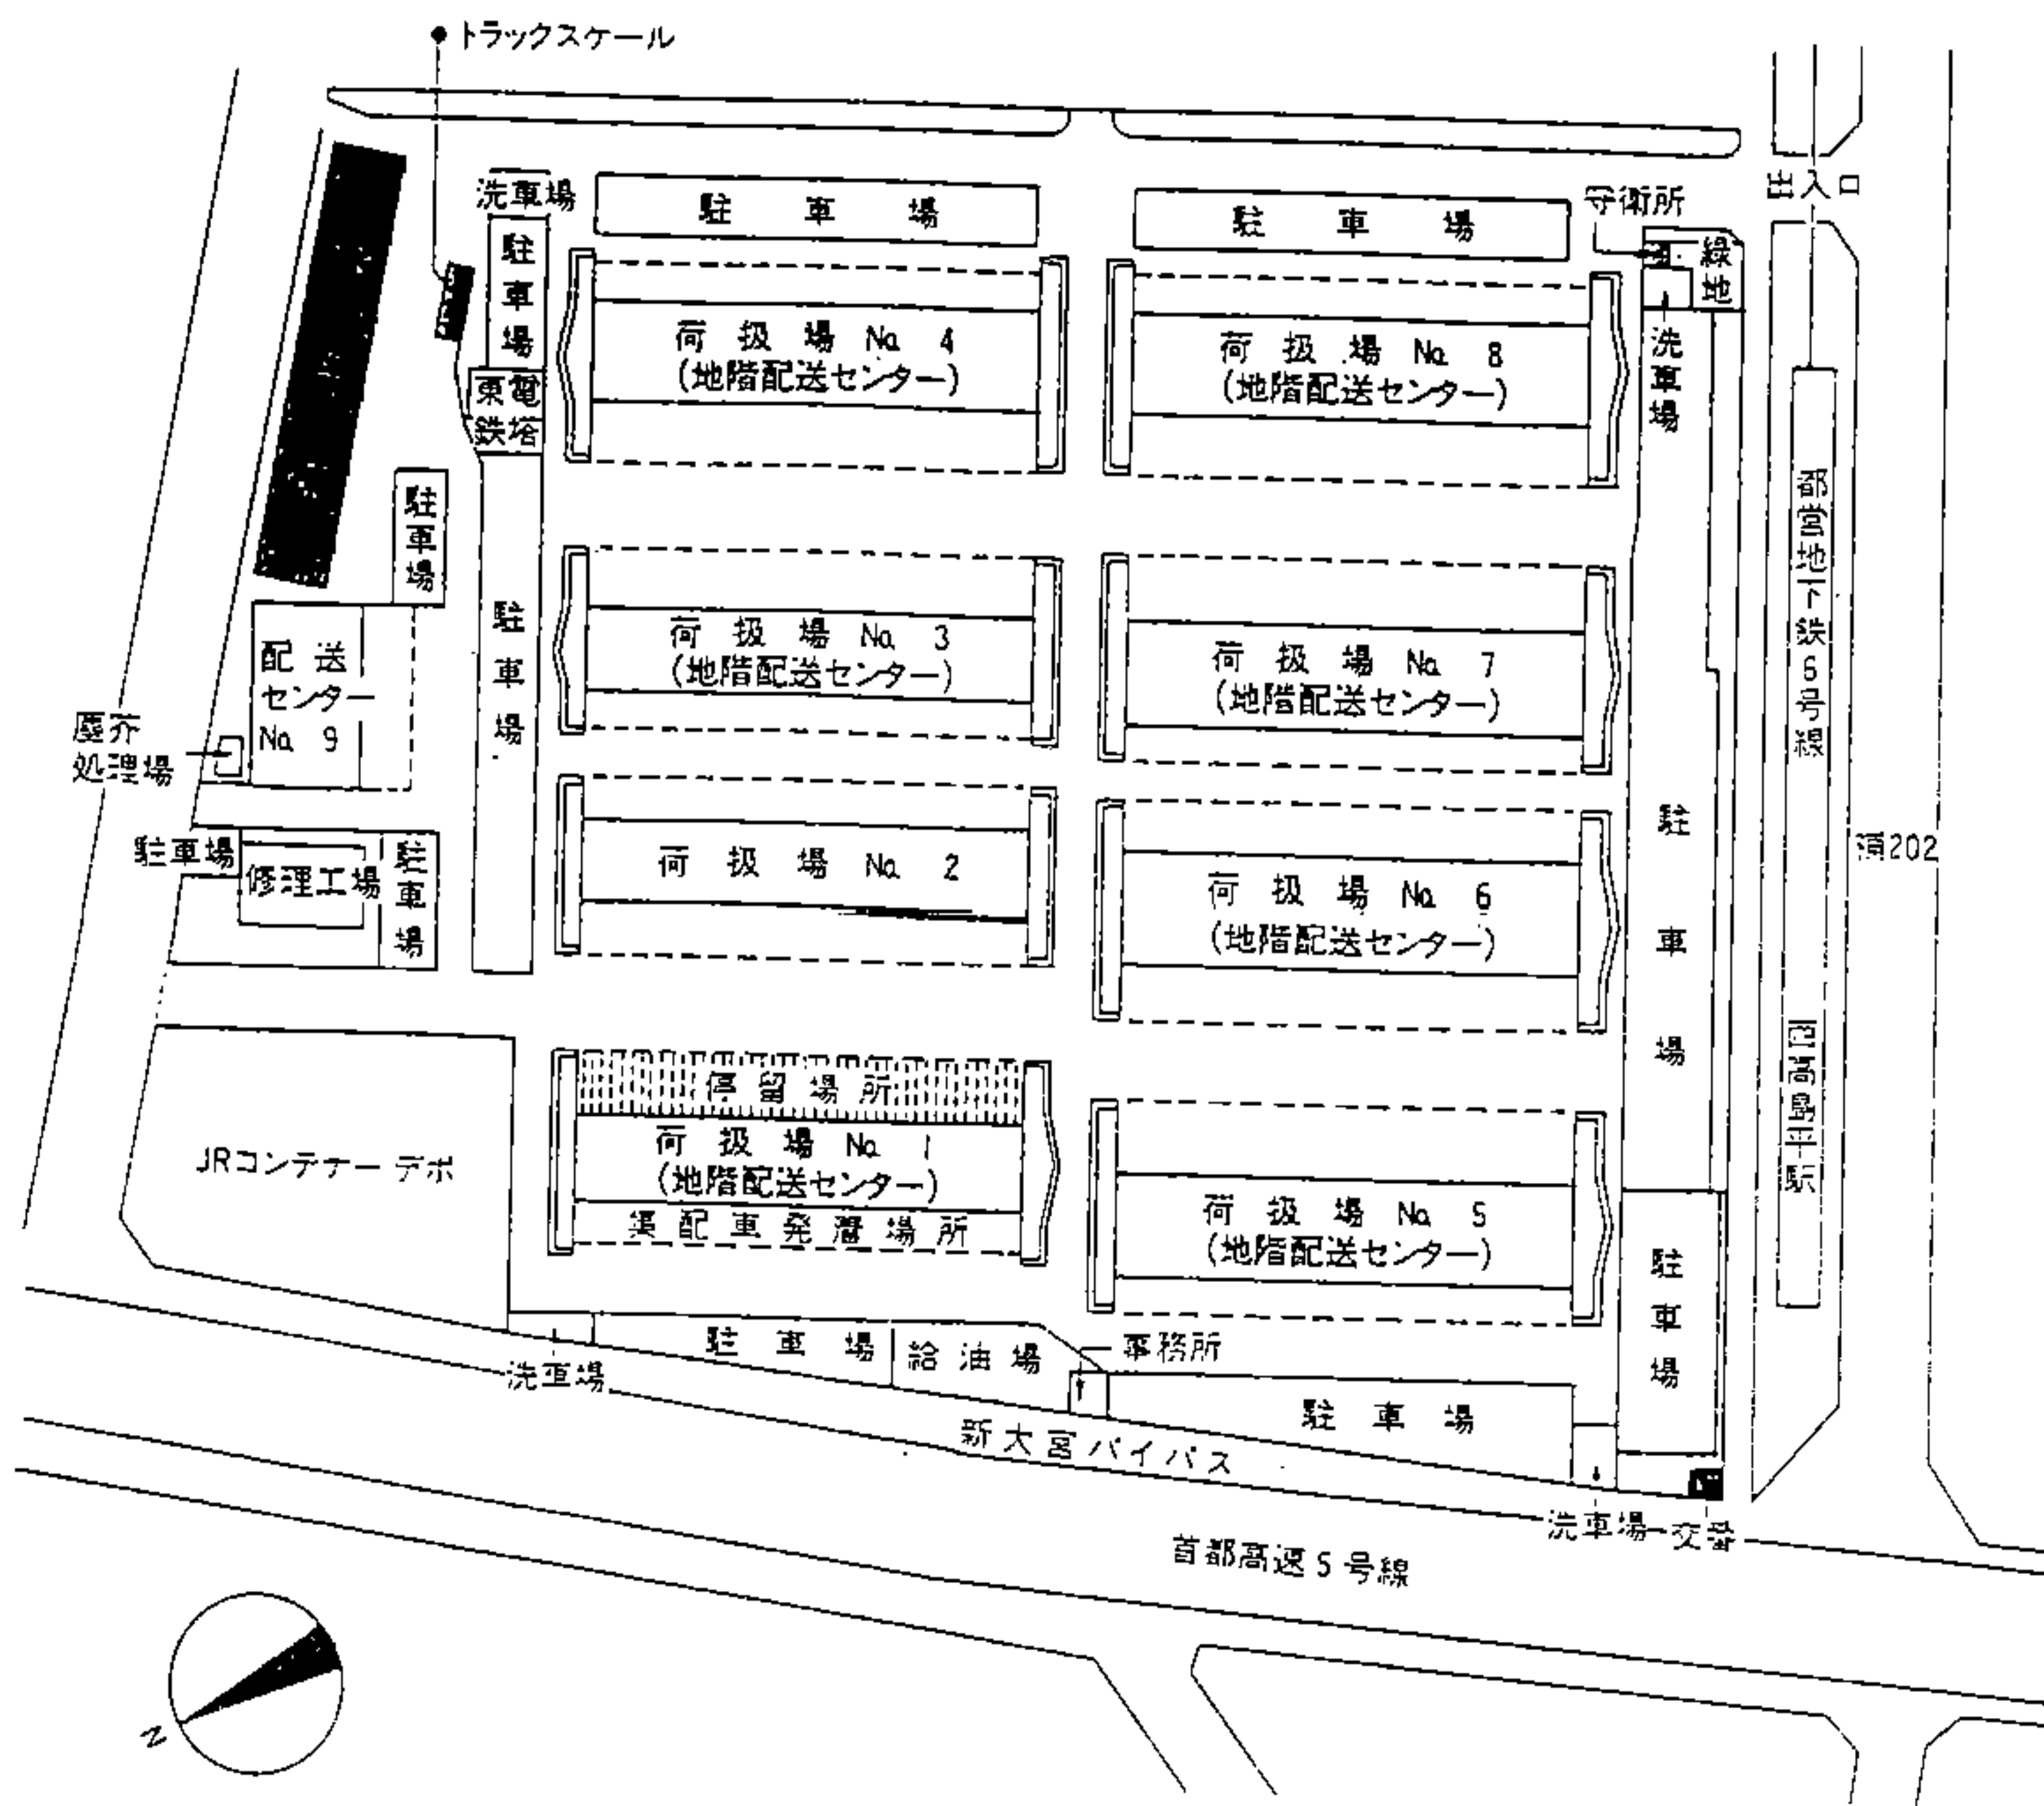 トラックスケール
洗車場
駐車場
駐車場
守衛所
出入口
駐車場
緑地
荷扱場 No. 4
(地階配送センター)
荷扱場 No. 8
(地階配送センター)
洗車場
東電
鉄塔
駐車場
都営地下鉄6号線
駐車場
荷扱場 No. 3
(地階配送センター)
荷扱場 No. 7
(地階配送センター)
配送
センター
No. 9
塵芥
処理場
駐車場
修理工場
駐車場
荷扱場 No. 2
荷扱場 No. 6
(地階配送センター)
駐車場
西高島平駅
停留場所
荷扱場 No. 1
(地階配送センター)
JRコンテナーデポ
荷扱場 No. 5
(地階配送センター)
駐車場
駐車場
給油場
事務所
洗車場
駐車場
新大宮バイパス
洗車場
交番
首都高速5号線
N